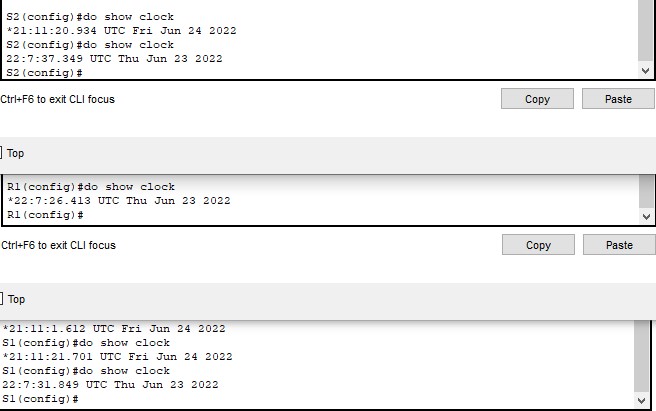 S2(config)#do show clock
*21:11:20.934 UTC Fri Jun 24 2022
S2(config)#do show clock
22:7:37.349 UTC Thu Jun 23 2022
S2(config)#
Ctrl+F6 to exit CLI focus
Copy
Paste
Top
R1(config)#do show clock
*22:7:26.413 UTC Thu Jun 23 2022
R1(config)#
Ctrl+F6 to exit CLI focus
Copy
Paste
Top
*21:11:1.612 UTC Fri Jun 24 2022
S1(config)#do show clock
*21:11:21.701 UTC Fri Jun 24 2022
S1(config)#do show clock
22:7:31.849 UTC Thu Jun 23 2022
S1(config)#